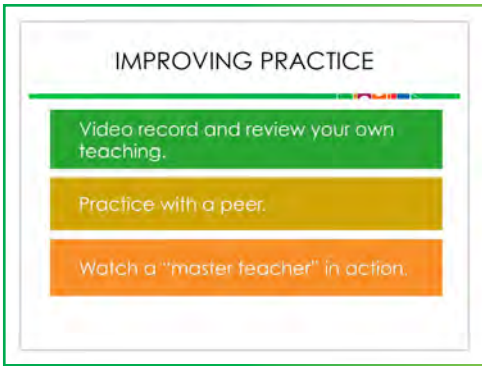 IMPROVING PRACTICE
Video record and review your own
teaching.
Practice with a peer.
Watch a “master teacher” in action.